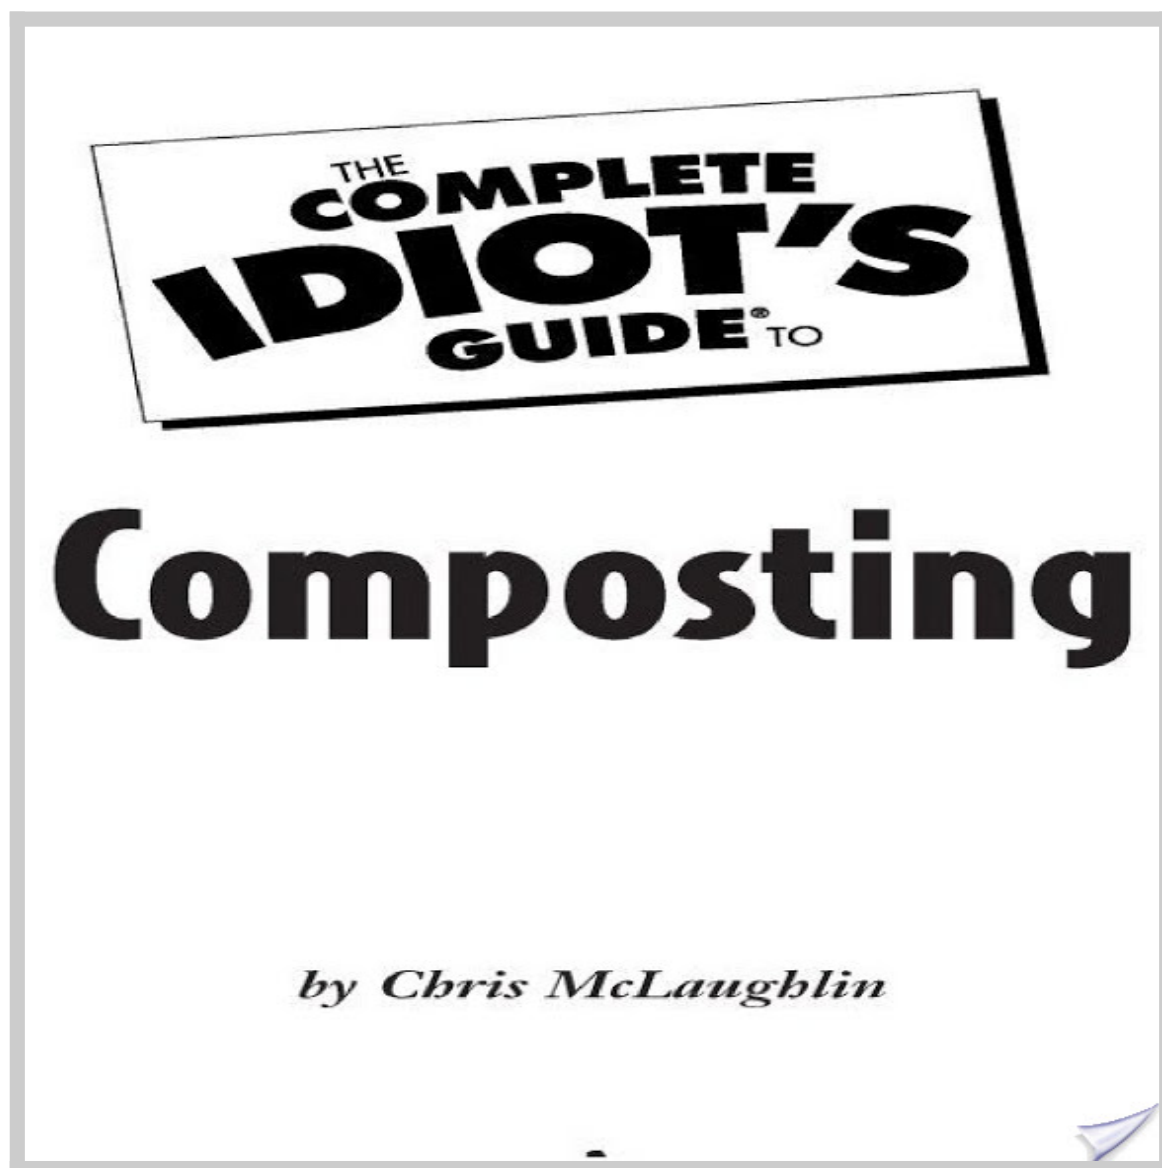 THE
COMPLETE
IDIOT'S
GUIDE® TO
Composting
by Chris McLaughlin